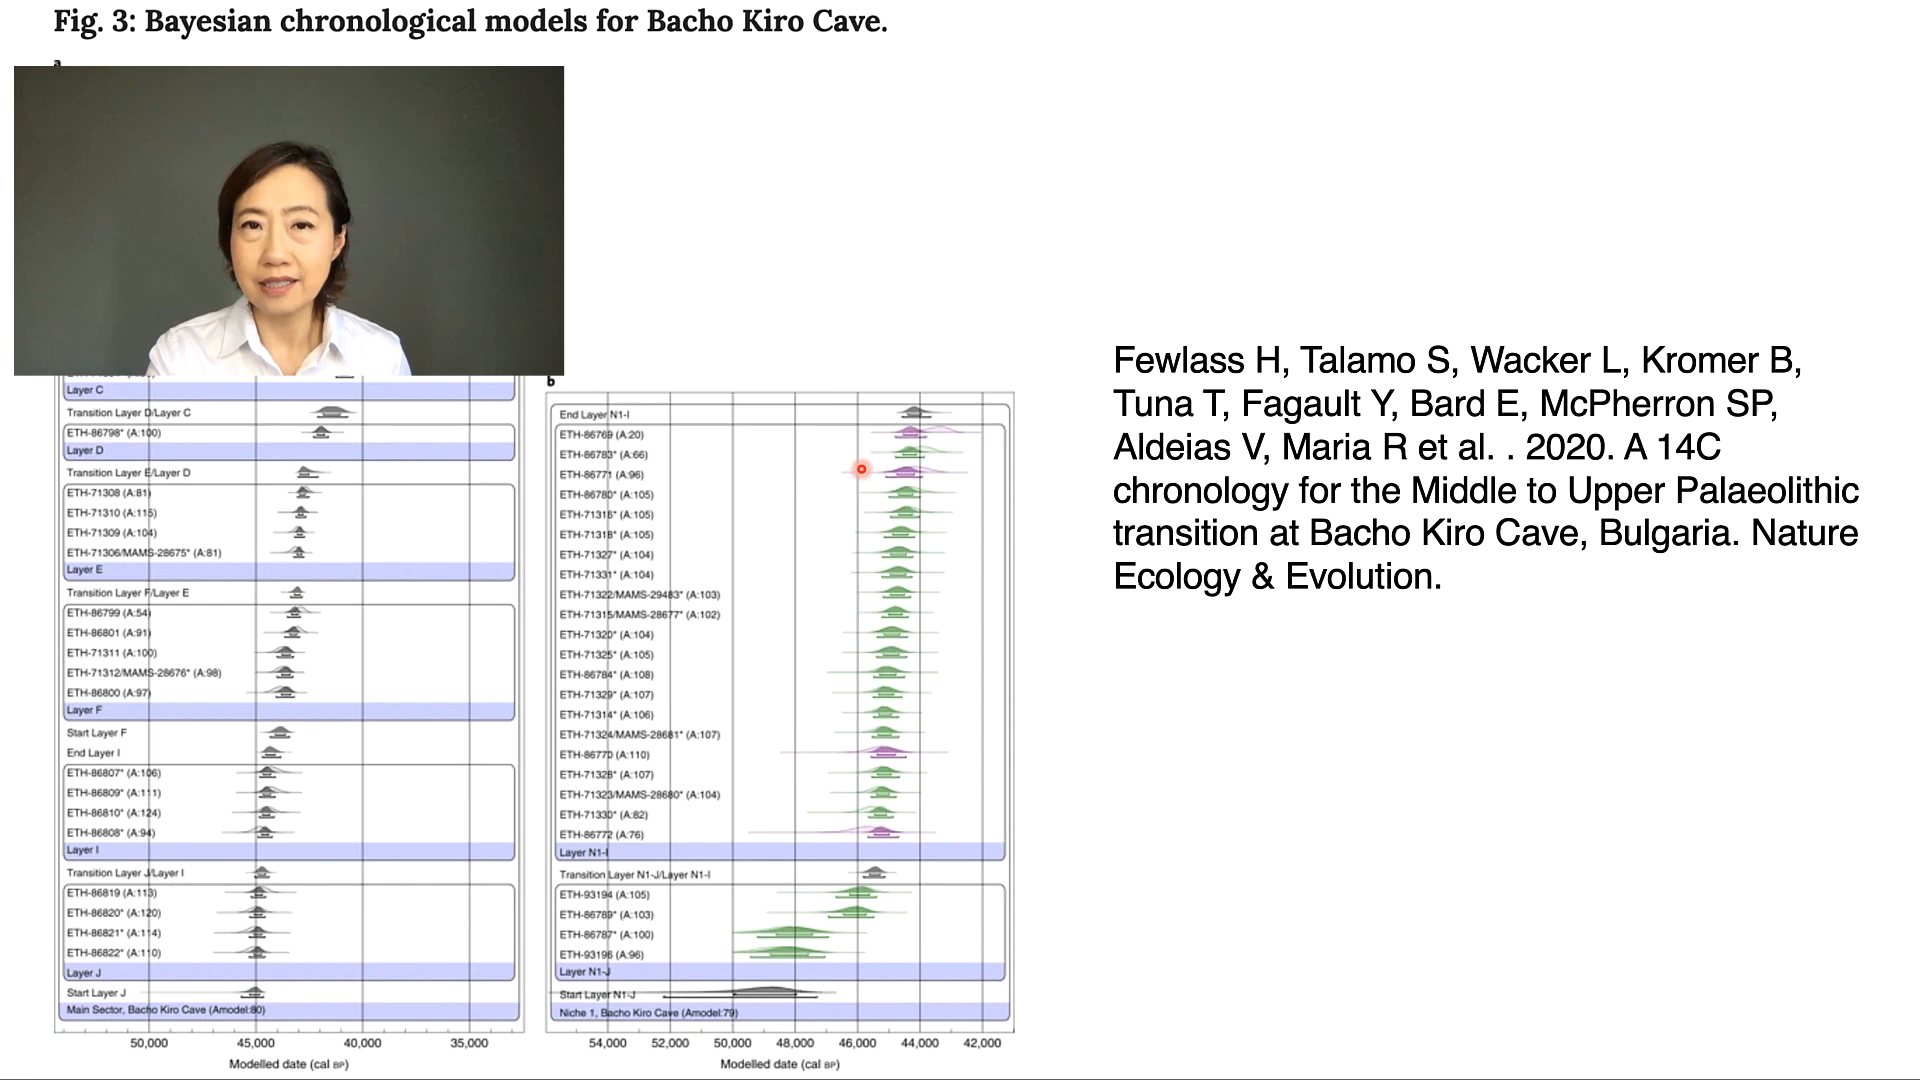 Fig. 3: Bayesian chronological models for Bacho Kiro Cave.
Layer C
Transition Layer D/Layer C
ETH-86798* (A:100)
Layer D
Transition Layer E/Layer D
ETH-71308 (A:81)
ETH-71310 (A:115)
ETH-71309 (A:104)
ETH-71306/MAMS-28675* (A:81)
Layer E
Transition Layer F/Layer E
ETH-86799 (A:54)
ETH-86801 (A:91)
ETH-71311 (A:100)
ETH-71312/MAMS-28676* (A:98)
ETH-86800 (A:97)
Layer F
Start Layer F
End Layer I
ETH-86807* (A:106)
ETH-86809* (A:111)
ETH-86810* (A:124)
ETH-86808* (A:94)
Layer I
Transition Layer J/Layer I
ETH-86819 (A:113)
ETH-86820* (A:120)
ETH-86821* (A:114)
ETH-86822* (A:110)
Layer J
Start Layer J
Main Sector, Bacho Kiro Cave (Amodel:80)
50,000 45,000 40,000 35,000
Modelled date (cal BP)
b
End Layer N1-I
ETH-86769 (A:20)
ETH-86783* (A:66)
ETH-86771 (A:96)
ETH-86780* (A:105)
ETH-71316* (A:105)
ETH-71318* (A:105)
ETH-71327* (A:104)
ETH-71331* (A:104)
ETH-71322/MAMS-29483* (A:103)
ETH-71315/MAMS-28677* (A:102)
ETH-71320* (A:104)
ETH-71325* (A:105)
ETH-86784* (A:108)
ETH-71329* (A:107)
ETH-71314* (A:106)
ETH-71324/MAMS-28681* (A:107)
ETH-86770 (A:110)
ETH-71328* (A:107)
ETH-71323/MAMS-28680* (A:104)
ETH-71330* (A:82)
ETH-86772 (A:76)
Layer N1-I
Transition Layer N1-J/Layer N1-I
ETH-93194 (A:105)
ETH-86789* (A:103)
ETH-86787* (A:100)
ETH-93196 (A:96)
Layer N1-J
Start Layer N1-J
Niche 1, Bacho Kiro Cave (Amodel:79)
54,000 52,000 50,000 48,000 46,000 44,000 42,000
Modelled date (cal BP)
Fewlass H, Talamo S, Wacker L, Kromer B,
Tuna T, Fagault Y, Bard E, McPherron SP,
Aldeias V, Maria R et al. . 2020. A 14C
chronology for the Middle to Upper Palaeolithic
transition at Bacho Kiro Cave, Bulgaria. Nature
Ecology & Evolution.